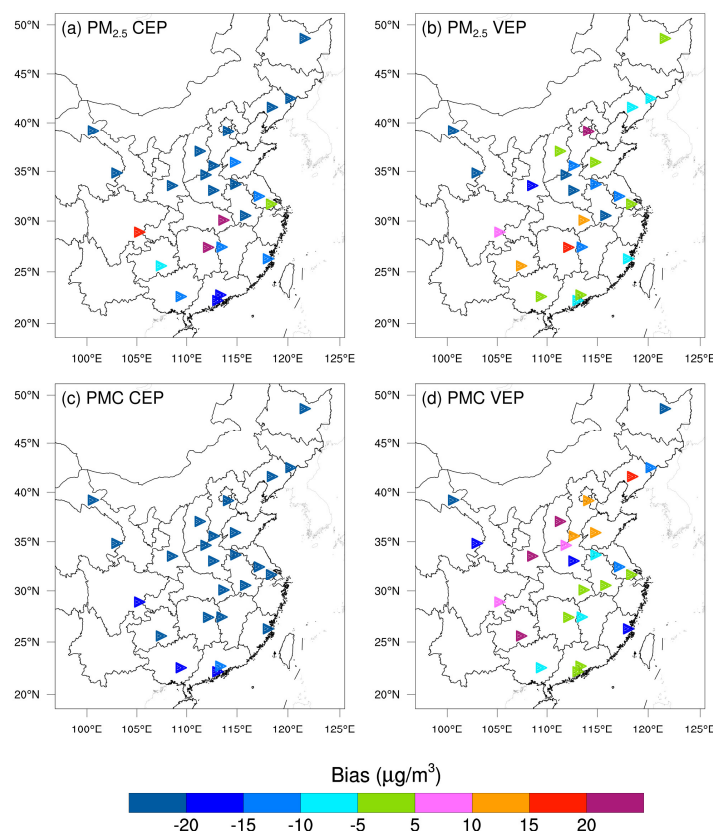 (a) PM2.5 CEP
(b) PM2.5 VEP
50°N
45°N
40°N
35°N
30°N
25°N
20°N
50°N
45°N
40°N
35°N
30°N
25°N
20°N
100°E 105°E 110°E 115°E 120°E 125°E
100°E 105°E 110°E 115°E 120°E 125°E
(c) PMC CEP
(d) PMC VEP
50°N
45°N
40°N
35°N
30°N
25°N
20°N
50°N
45°N
40°N
35°N
30°N
25°N
20°N
100°E 105°E 110°E 115°E 120°E 125°E
100°E 105°E 110°E 115°E 120°E 125°E
Bias (μg/m³)
-20 -15 -10 -5 5 10 15 20